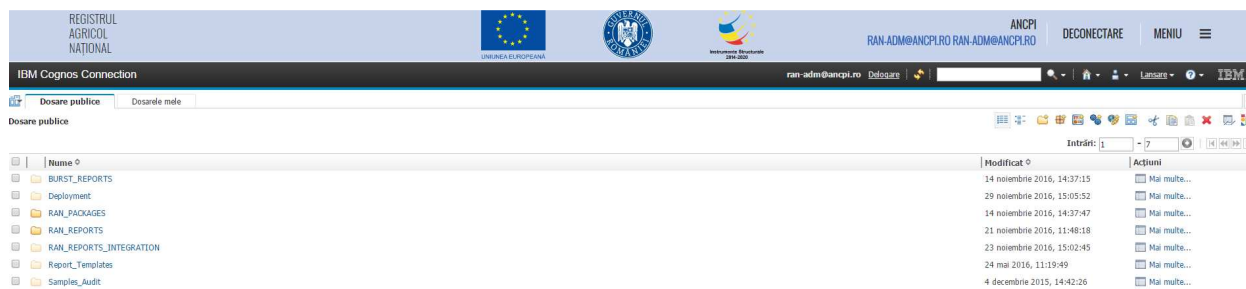 REGISTRUL
AGRICOL
NAȚIONAL
UNIUNEA EUROPEANĂ
Instrumente Structurale
2014-2020
ANCPI
RAN-ADM@ANCPI.RO RAN-ADM@ANCPI.RO
DECONECTARE
MENIU
IBM Cognos Connection
ran-adm@ancpi.ro Delogare
Lansare
IBM
Dosare publice Dosarele mele
Dosare publice
Intrări: 1 - 7
Nume Modificat Acțiuni
BURST_REPORTS 14 noiembrie 2016, 14:37:15 Mai multe...
Deployment 29 noiembrie 2016, 15:05:52 Mai multe...
RAN_PACKAGES 14 noiembrie 2016, 14:37:47 Mai multe...
RAN_REPORTS 21 noiembrie 2016, 11:48:18 Mai multe...
RAN_REPORTS_INTEGRATION 23 noiembrie 2016, 15:02:45 Mai multe...
Report_Templates 24 mai 2016, 11:19:49 Mai multe...
Samples_Audit 4 decembrie 2015, 14:42:26 Mai multe...